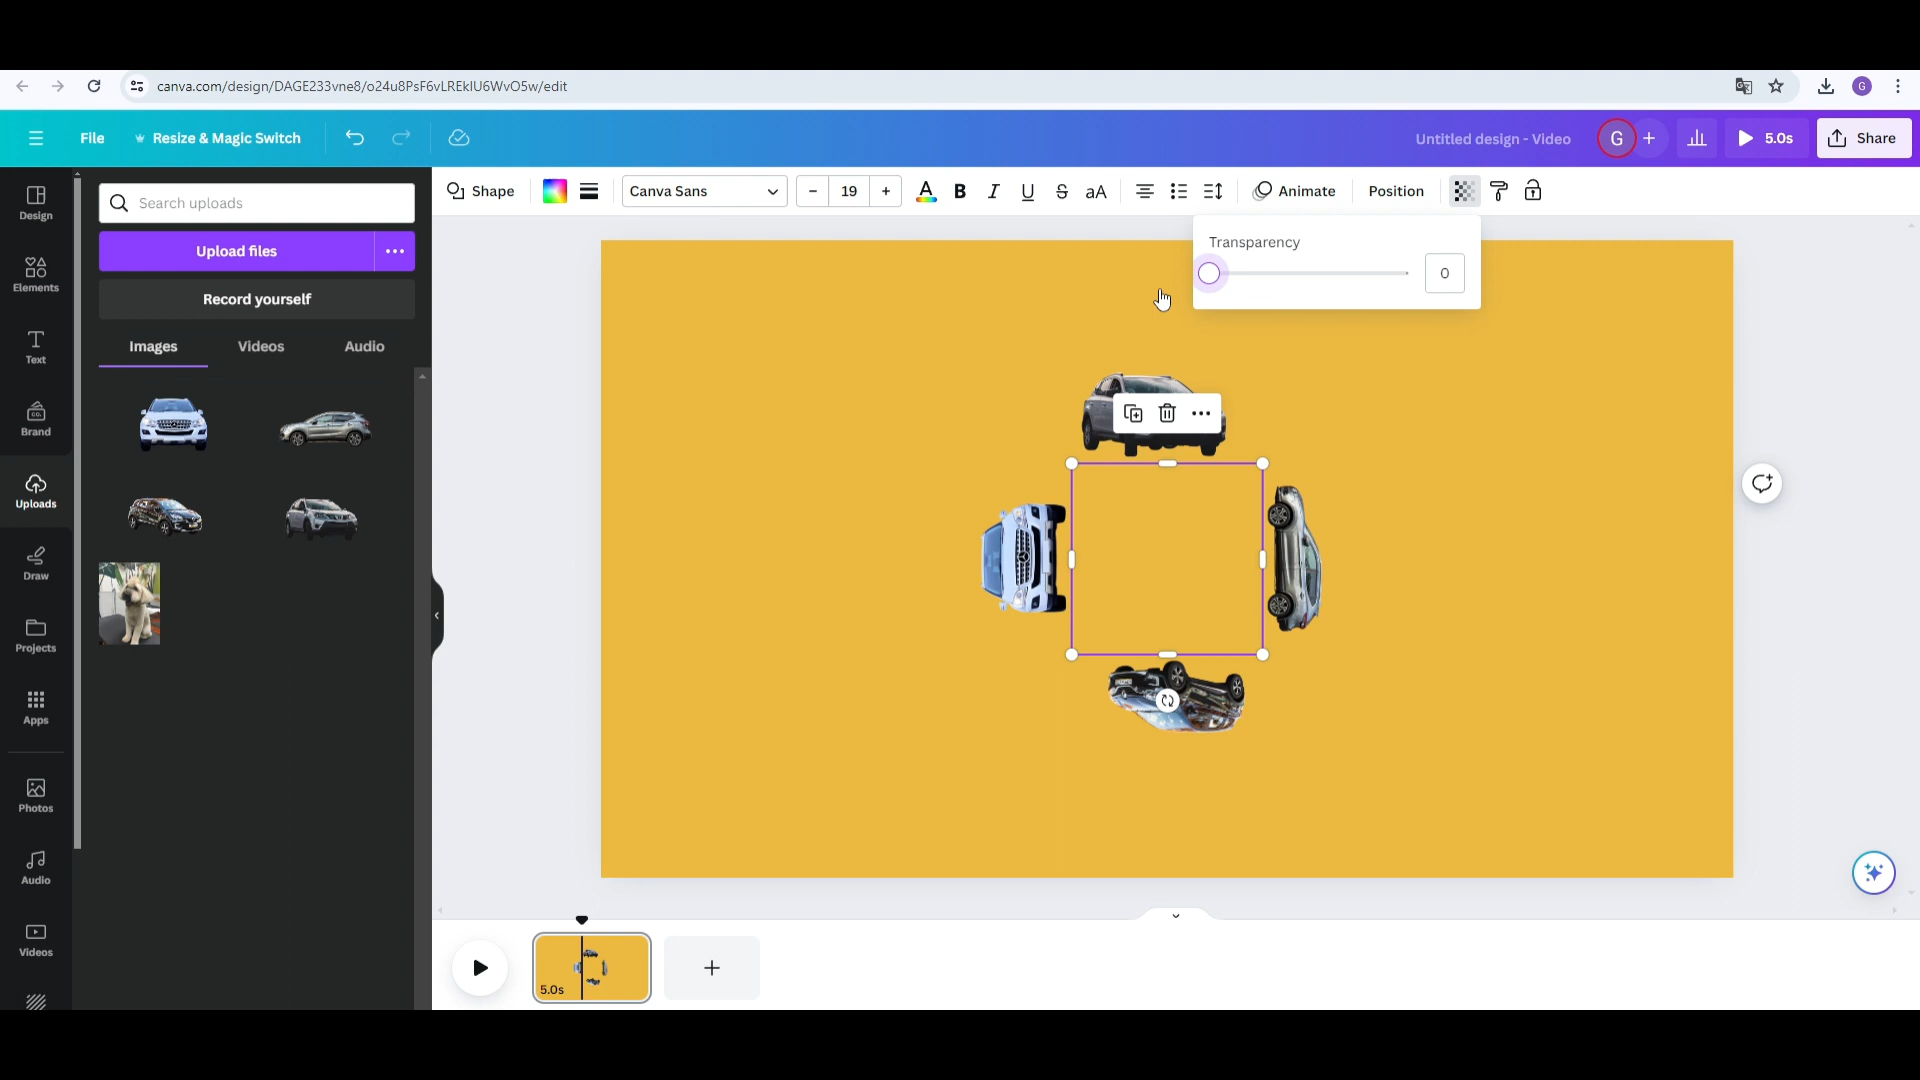 canva.com/design/DAGE233vne8/o24u8PsF6vLREkIU6WvO5w/edit
G
File
Resize & Magic Switch
Untitled design - Video
G
5.0s
Share
Design
Elements
Text
Brand
Uploads
Draw
Projects
Apps
Photos
Audio
Videos
Search uploads
Upload files
Record yourself
Images
Videos
Audio
Shape
Canva Sans
- 19 +
A
B
I
U
S
aA
Animate
Position
Transparency
0
5.0s